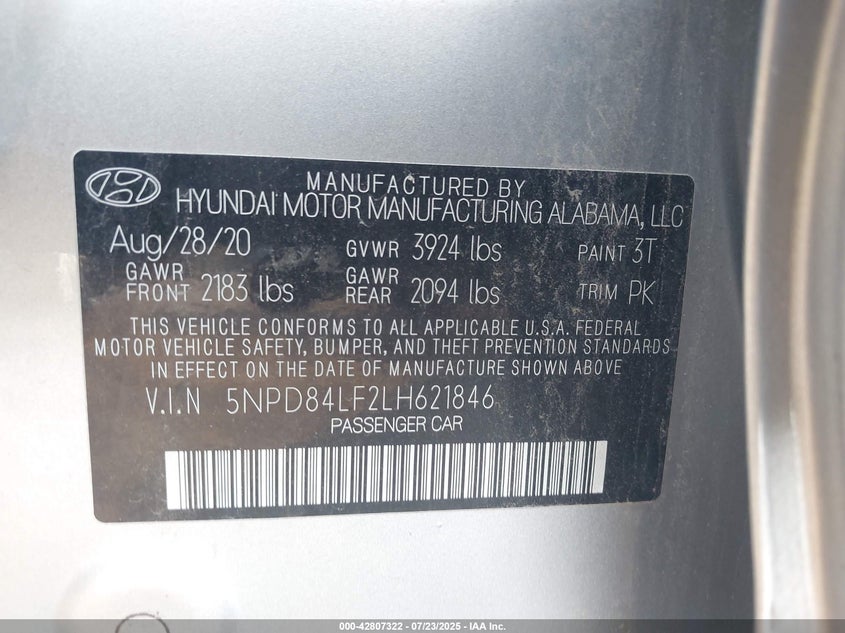 MANUFACTURED BY
HYUNDAI MOTOR MANUFACTURING ALABAMA, LLC
Aug/28/20 GVWR 3924 lbs PAINT 3T
GAWR FRONT 2183 lbs GAWR REAR 2094 lbs TRIM PK
THIS VEHICLE CONFORMS TO ALL APPLICABLE U.S.A. FEDERAL
MOTOR VEHICLE SAFETY, BUMPER, AND THEFT PREVENTION STANDARDS
IN EFFECT ON THE DATE OF MANUFACTURE SHOWN ABOVE
V.I.N 5NPD84LF2LH621846
PASSENGER CAR
000-42807322 | 07/23/2025 - IAA Inc.